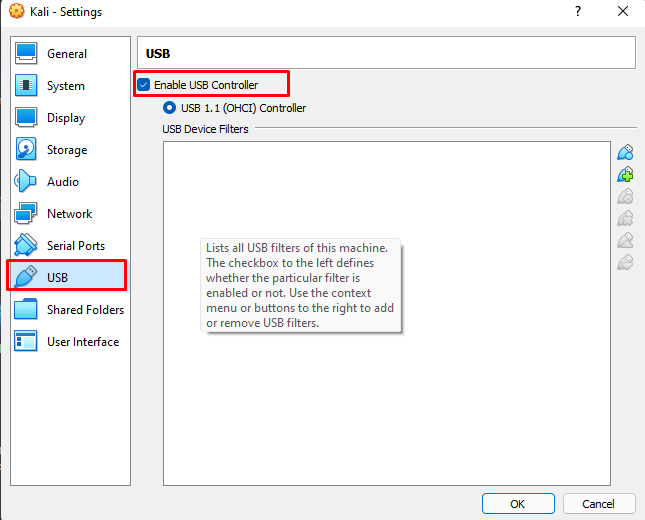 Kali - Settings
?
General
System
Display
Storage
Audio
Network
Serial Ports
USB
Shared Folders
User Interface
USB
Enable USB Controller
USB 1.1 (OHCI) Controller
USB Device Filters
Lists all USB filters of this machine.
The checkbox to the left defines
whether the particular filter is
enabled or not. Use the context
menu or buttons to the right to add
or remove USB filters.
OK
Cancel